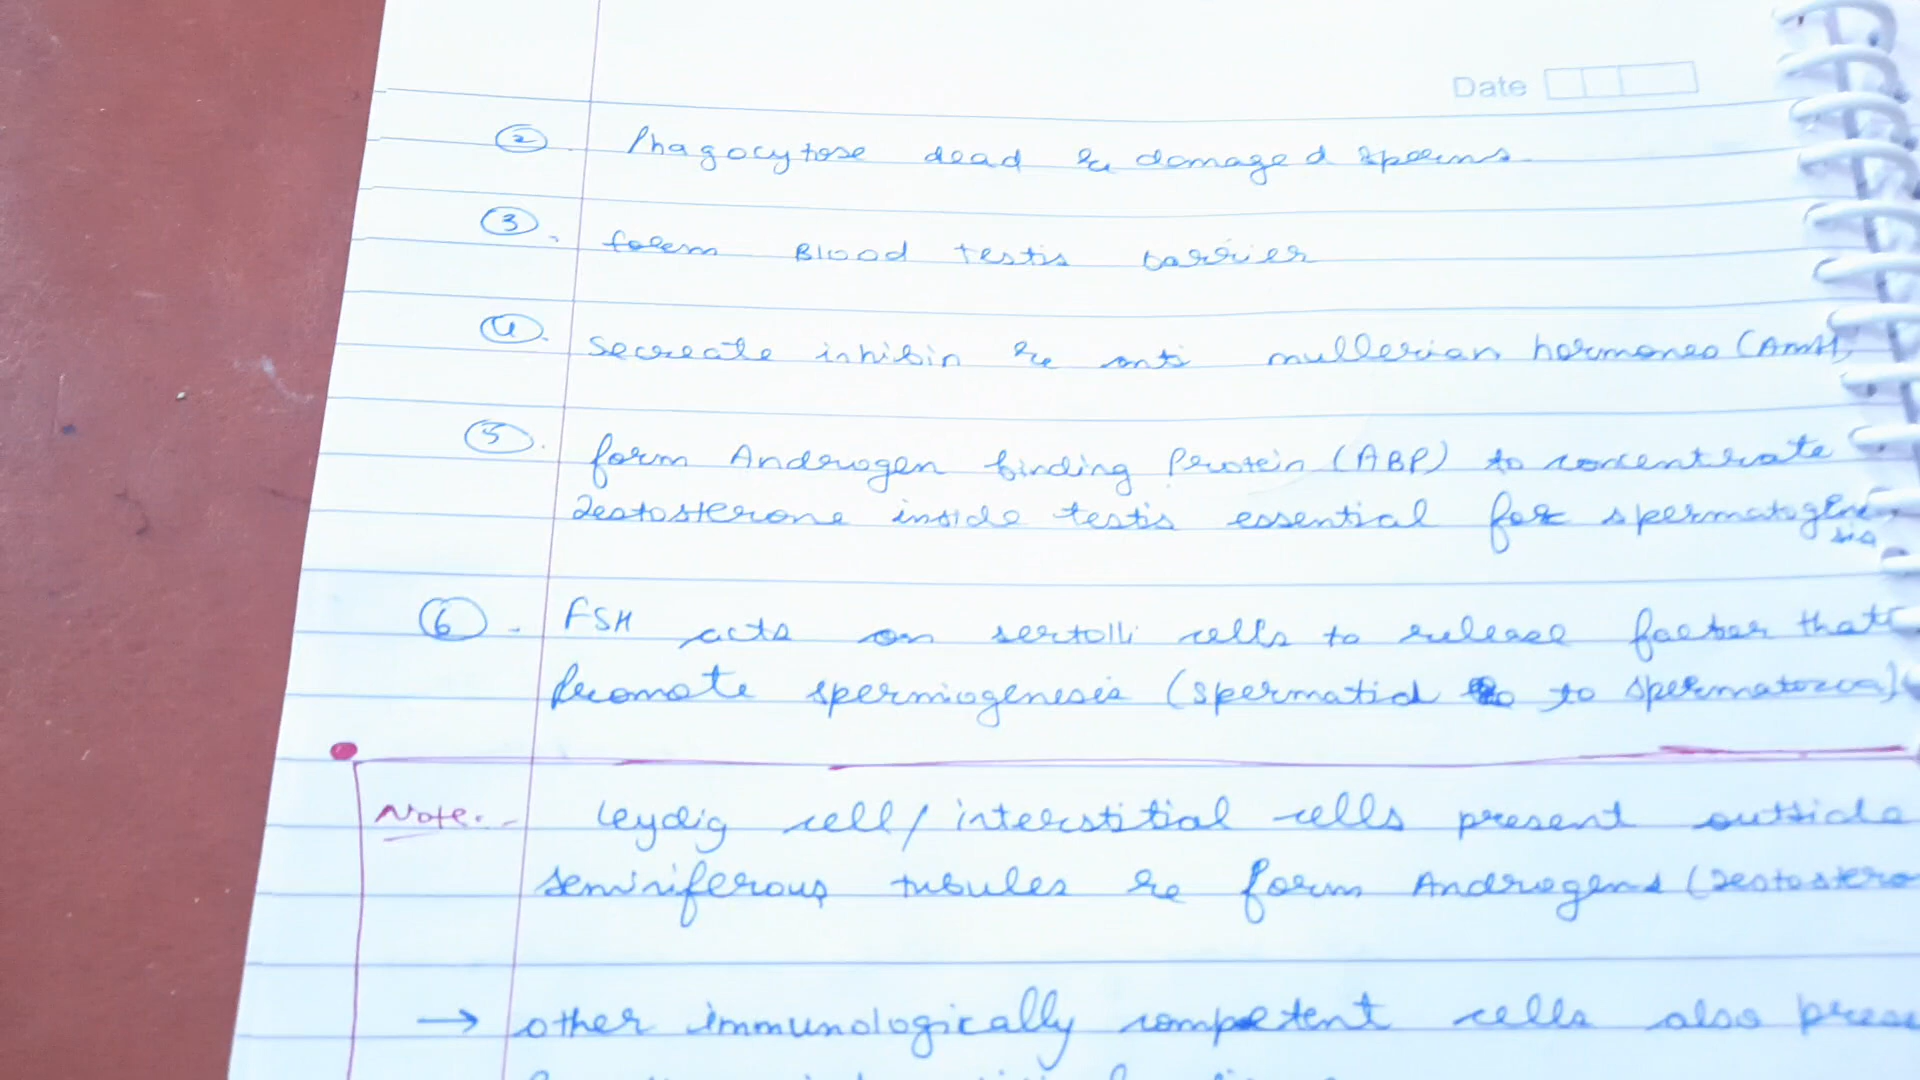 Date
② Phagocytose dead & damaged sperms
③. form Blood testis barrier
④. secreate inhibin & anti mullerian hormones (AMH)
⑤. form Androgen binding Protein (ABP) to concentrate
Testosterone inside testis essential for spermatogene
sis
⑥ - FSH acts on sertolli cells to release factor that
Promote spermiogenesis (spermatid to spermatozoa)
Note:- leydig cell/interstitial cells present outside
seminiferous tubules & form Androgens (Testostero
→ other immunologically competent cells also prese